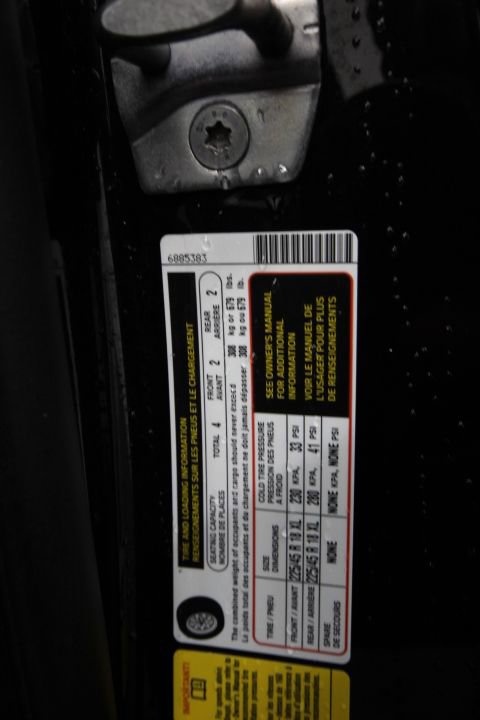 6885383
TIRE AND LOADING INFORMATION
RENSEIGNEMENTS SUR LES PNEUS ET LE CHARGEMENT
SEATING CAPACITY TOTAL 4 FRONT 2 REAR 2
NOMBRE DE PLACES AVANT ARRIÈRE
The combined weight of occupants and cargo should never exceed 308 kg or 679 lbs.
Le poids total des occupants et du chargement ne doit jamais dépasser 308 kg ou 679 lb.
TIRE / PNEU SIZE DIMENSIONS COLD TIRE PRESSURE PRESSION DES PNEUS A FROID
FRONT / AVANT 225/45 R 18 XL 230 KPA, 33 PSI
REAR / ARRIÈRE 225/45 R 18 XL 280 KPA, 41 PSI
SPARE DE SECOURS NONE NONE KPA, NONE PSI
SEE OWNER'S MANUAL
FOR ADDITIONAL
INFORMATION
VOIR LE MANUEL DE
L'USAGER POUR PLUS
DE RENSEIGNEMENTS
IMPORTANT!